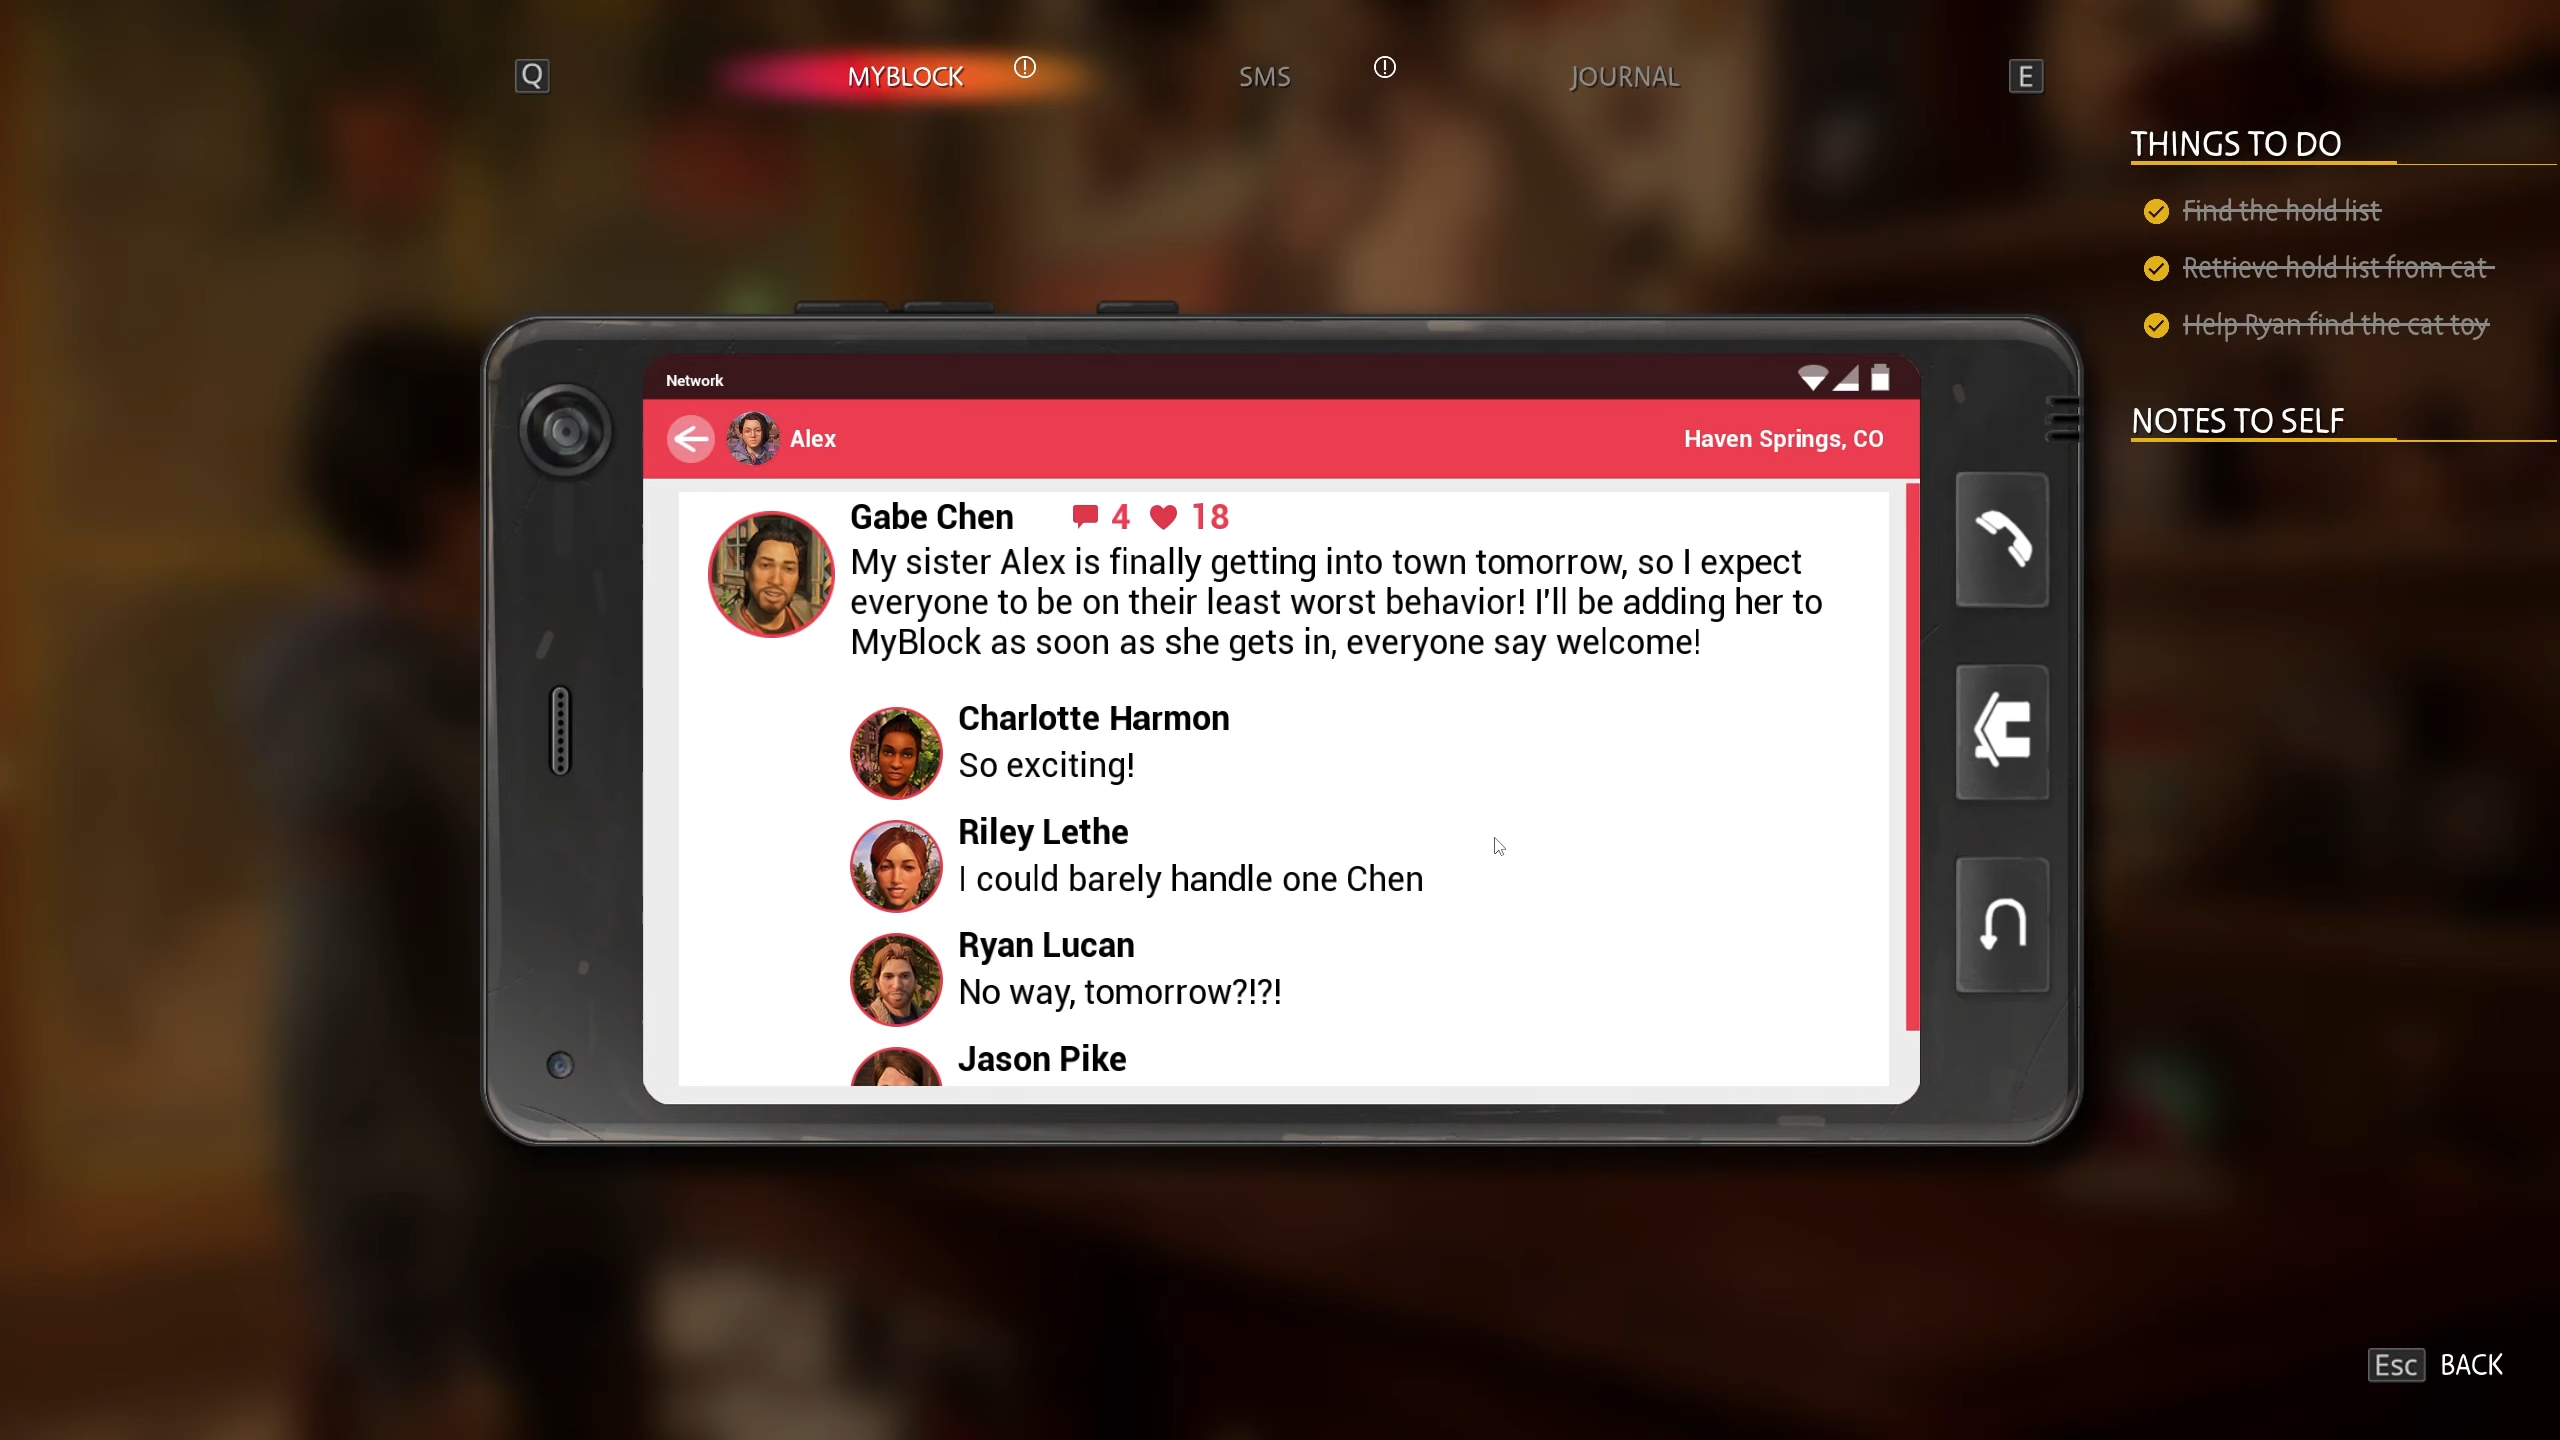 Q
MYBLOCK
SMS
JOURNAL
E
THINGS TO DO
Find the hold list
Retrieve hold list from cat
Help Ryan find the cat toy
NOTES TO SELF
Network
Alex
Haven Springs, CO
Gabe Chen 4 18
My sister Alex is finally getting into town tomorrow, so I expect
everyone to be on their least worst behavior! I'll be adding her to
MyBlock as soon as she gets in, everyone say welcome!
Charlotte Harmon
So exciting!
Riley Lethe
I could barely handle one Chen
Ryan Lucan
No way, tomorrow?!?!
Jason Pike
Esc BACK